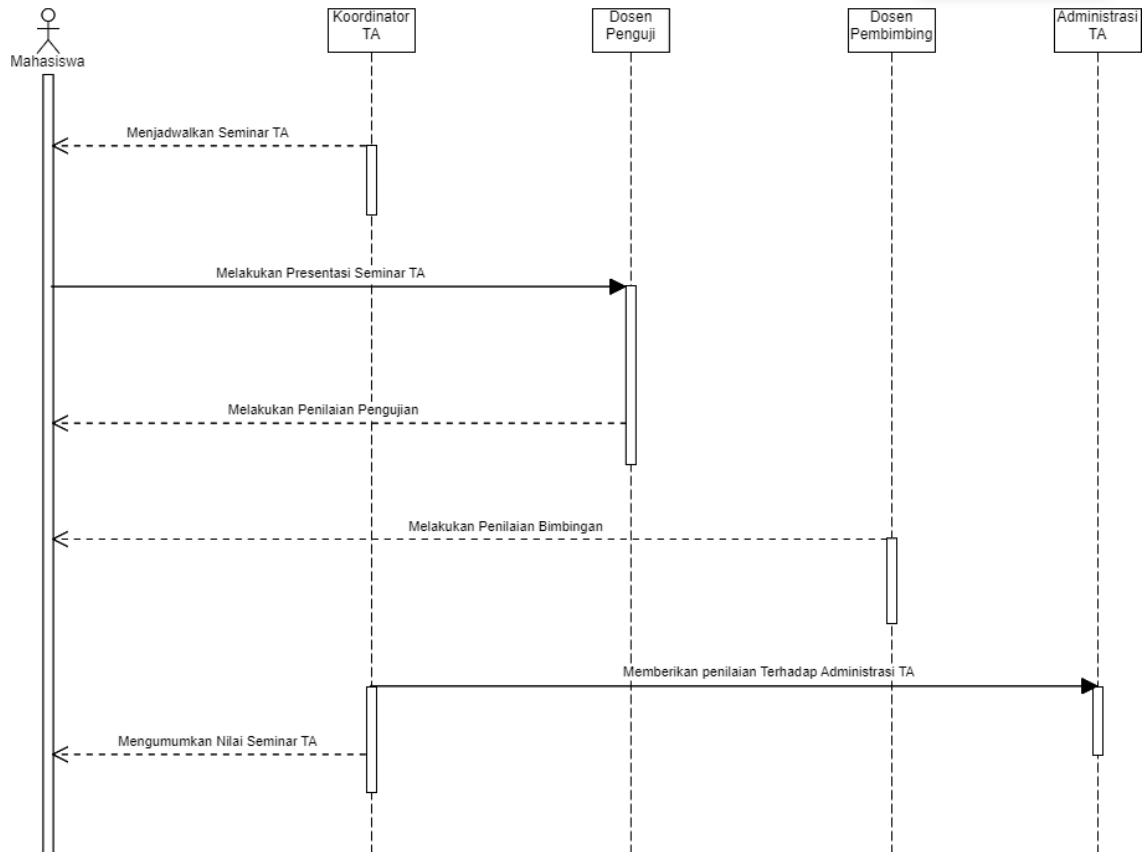 Koordinator
TA
Dosen
Penguji
Dosen
Pembimbing
Administrasi
TA
Mahasiswa
Menjadwalkan Seminar TA
Melakukan Presentasi Seminar TA
Melakukan Penilaian Pengujian
Melakukan Penilaian Bimbingan
Memberikan penilaian Terhadap Administrasi TA
Mengumumkan Nilai Seminar TA